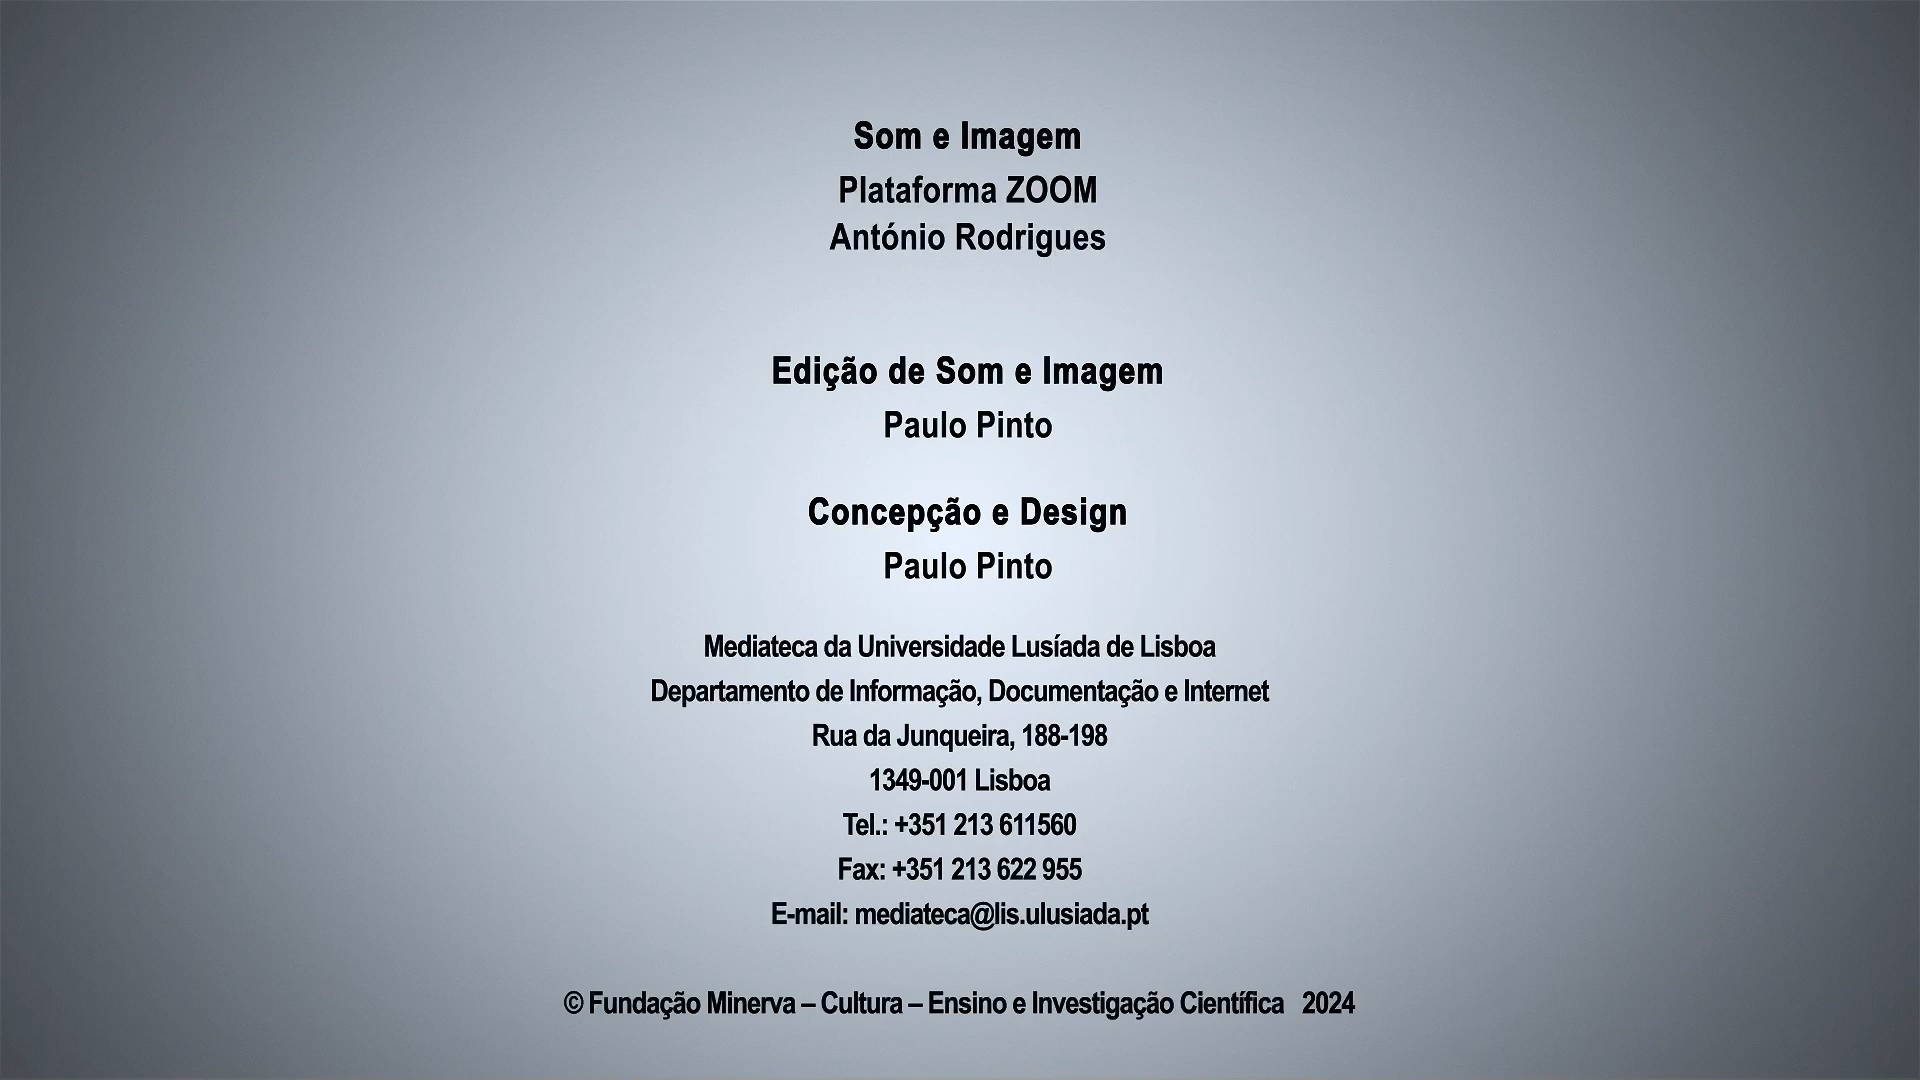 Som e Imagem
Plataforma ZOOM
António Rodrigues
Edição de Som e Imagem
Paulo Pinto
Concepção e Design
Paulo Pinto
Mediateca da Universidade Lusíada de Lisboa
Departamento de Informação, Documentação e Internet
Rua da Junqueira, 188-198
1349-001 Lisboa
Tel.: +351 213 611560
Fax: +351 213 622 955
E-mail: mediateca@lis.ulusiada.pt
© Fundação Minerva – Cultura – Ensino e Investigação Científica 2024